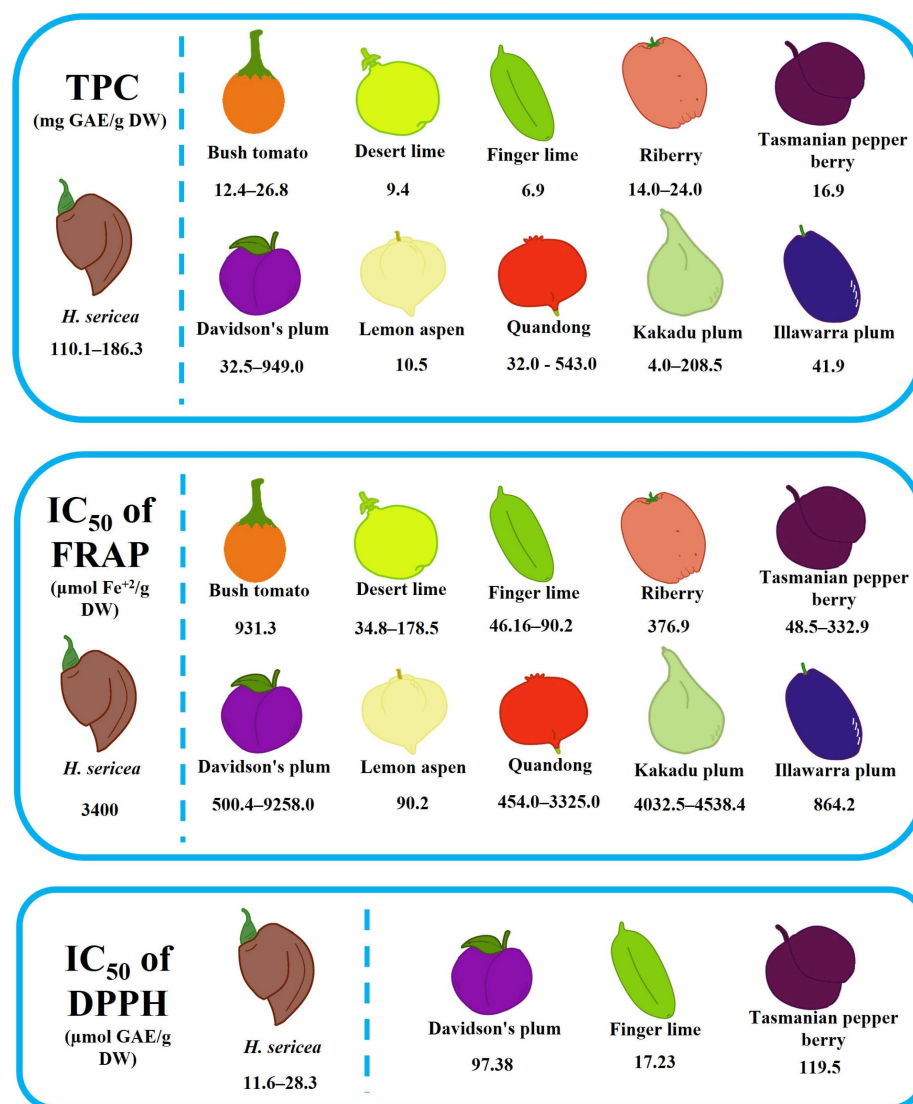 TPC
(mg GAE/g DW)
H. sericea
110.1–186.3
Bush tomato
12.4–26.8
Desert lime
9.4
Finger lime
6.9
Riberry
14.0–24.0
Tasmanian pepper
berry
16.9
Davidson's plum
32.5–949.0
Lemon aspen
10.5
Quandong
32.0 - 543.0
Kakadu plum
4.0–208.5
Illawarra plum
41.9
IC50 of
FRAP
(µmol Fe+2/g
DW)
H. sericea
3400
Bush tomato
931.3
Desert lime
34.8–178.5
Finger lime
46.16–90.2
Riberry
376.9
Tasmanian pepper
berry
48.5–332.9
Davidson's plum
500.4–9258.0
Lemon aspen
90.2
Quandong
454.0–3325.0
Kakadu plum
4032.5–4538.4
Illawarra plum
864.2
IC50 of
DPPH
(µmol GAE/g
DW)
H. sericea
11.6–28.3
Davidson's plum
97.38
Finger lime
17.23
Tasmanian pepper
berry
119.5